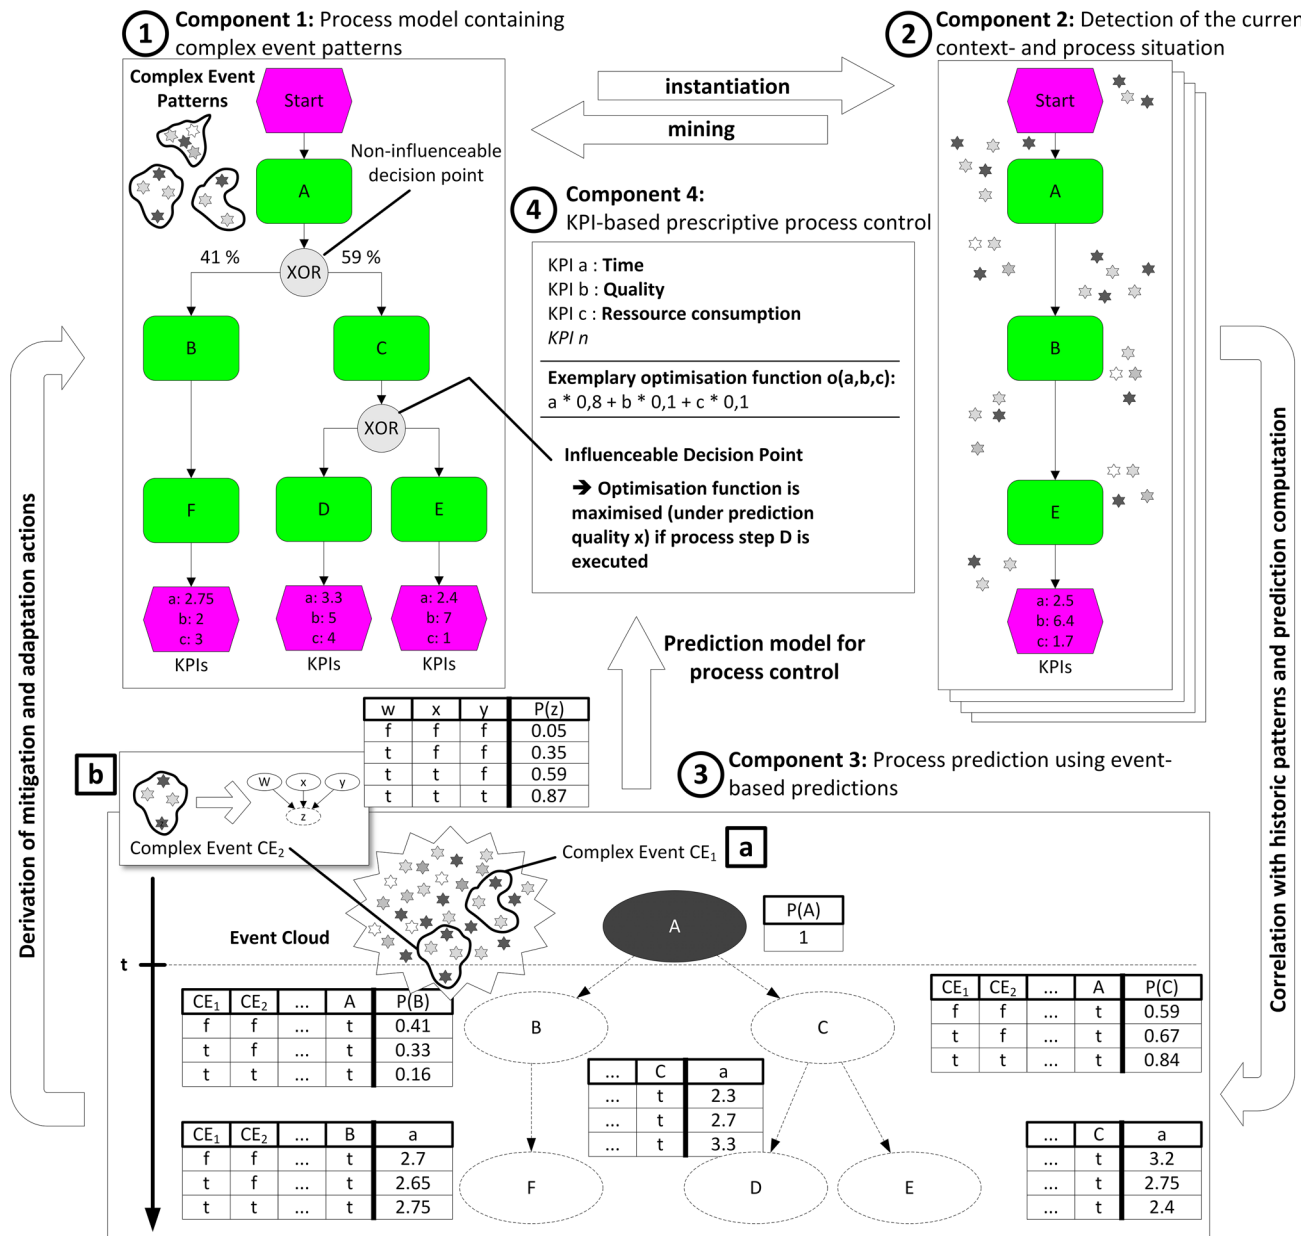 1
Component 1: Process model containing
complex event patterns
Complex Event
Patterns
Start
A
Non-influenceable
decision point
41 %
XOR
59 %
B
C
XOR
F
D
E
a: 2.75
b: 2
c: 3
KPIs
a: 3.3
b: 5
c: 4
KPIs
a: 2.4
b: 7
c: 1
KPIs
instantiation
mining
2
Component 2: Detection of the curren
context- and process situation
Start
A
B
E
a: 2.5
b: 6.4
c: 1.7
KPIs
4
Component 4:
KPI-based prescriptive process control
KPI a : Time
KPI b : Quality
KPI c : Ressource consumption
KPI n
Exemplary optimisation function o(a,b,c):
a * 0,8 + b * 0,1 + c * 0,1
Influenceable Decision Point
➔ Optimisation function is
maximised (under prediction
quality x) if process step D is
executed
Prediction model for
process control
Derivation of mitigation and adaptation actions
Correlation with historic patterns and prediction computation
3
Component 3: Process prediction using event-
based predictions
w x y P(z)
f f f 0.05
t f f 0.35
t t f 0.59
t t t 0.87
b
w x y
z
Complex Event CE₂
Complex Event CE₁
a
Event Cloud
t
A
P(A)
1
B
C
F
D
E
CE₁ CE₂ ... A P(B)
f f ... t 0.41
t f ... t 0.33
t t ... t 0.16
CE₁ CE₂ ... A P(C)
f f ... t 0.59
t f ... t 0.67
t t ... t 0.84
... C a
... t 2.3
... t 2.7
... t 3.3
CE₁ CE₂ ... B a
f f ... t 2.7
t f ... t 2.65
t t ... t 2.75
... C a
... t 3.2
... t 2.75
... t 2.4